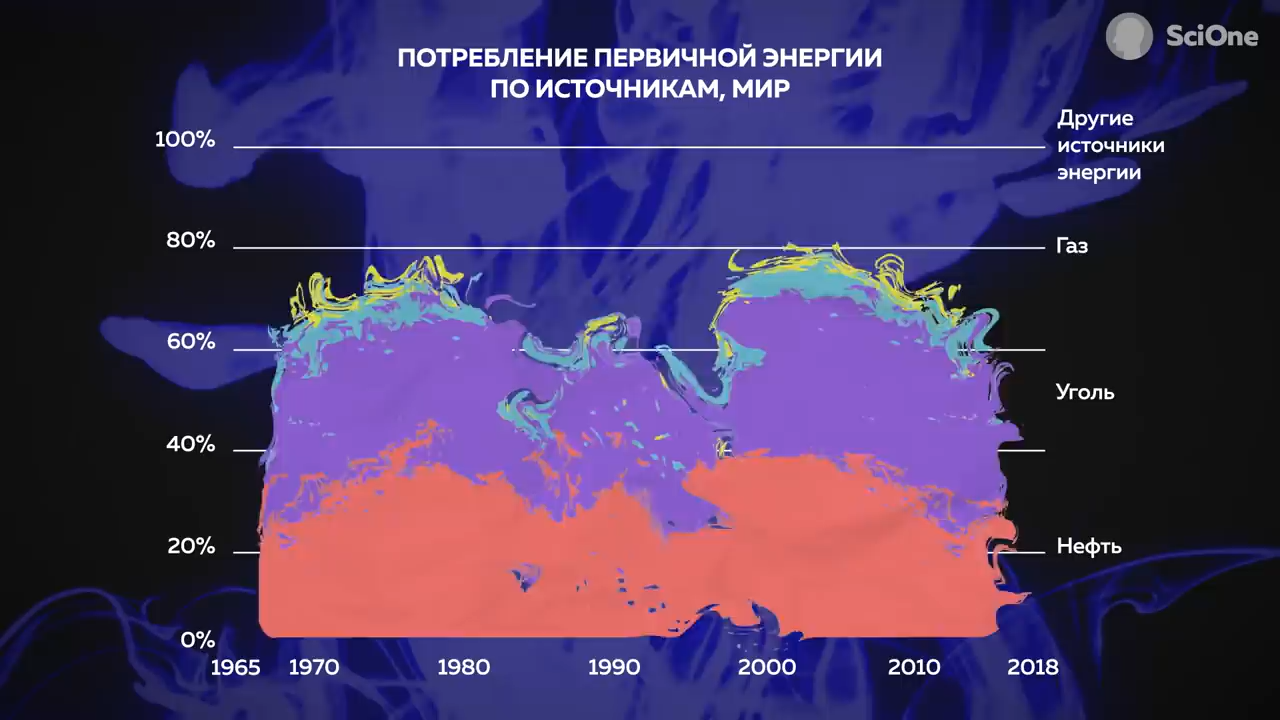 SciOne
ПОТРЕБЛЕНИЕ ПЕРВИЧНОЙ ЭНЕРГИИ
ПО ИСТОЧНИКАМ, МИР
100%
Другие
источники
энергии
80%
Газ
60%
Уголь
40%
20%
Нефть
0%
1965 1970 1980 1990 2000 2010 2018